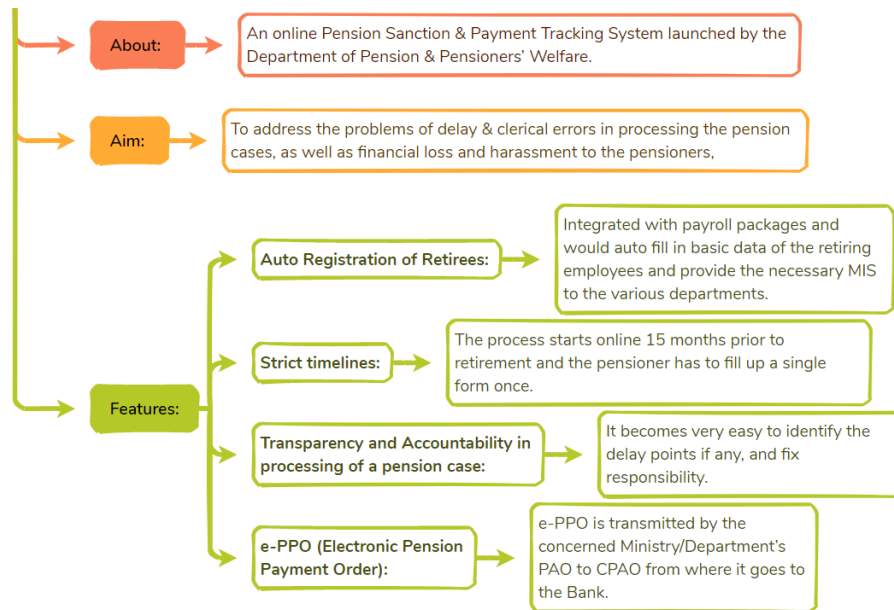 About:
An online Pension Sanction & Payment Tracking System launched by the
Department of Pension & Pensioners’ Welfare.
Aim:
To address the problems of delay & clerical errors in processing the pension
cases, as well as financial loss and harassment to the pensioners,
Features:
Auto Registration of Retirees:
Integrated with payroll packages and
would auto fill in basic data of the retiring
employees and provide the necessary MIS
to the various departments.
Strict timelines:
The process starts online 15 months prior to
retirement and the pensioner has to fill up a single
form once.
Transparency and Accountability in
processing of a pension case:
It becomes very easy to identify the
delay points if any, and fix
responsibility.
e-PPO (Electronic Pension
Payment Order):
e-PPO is transmitted by the
concerned Ministry/Department’s
PAO to CPAO from where it goes to
the Bank.